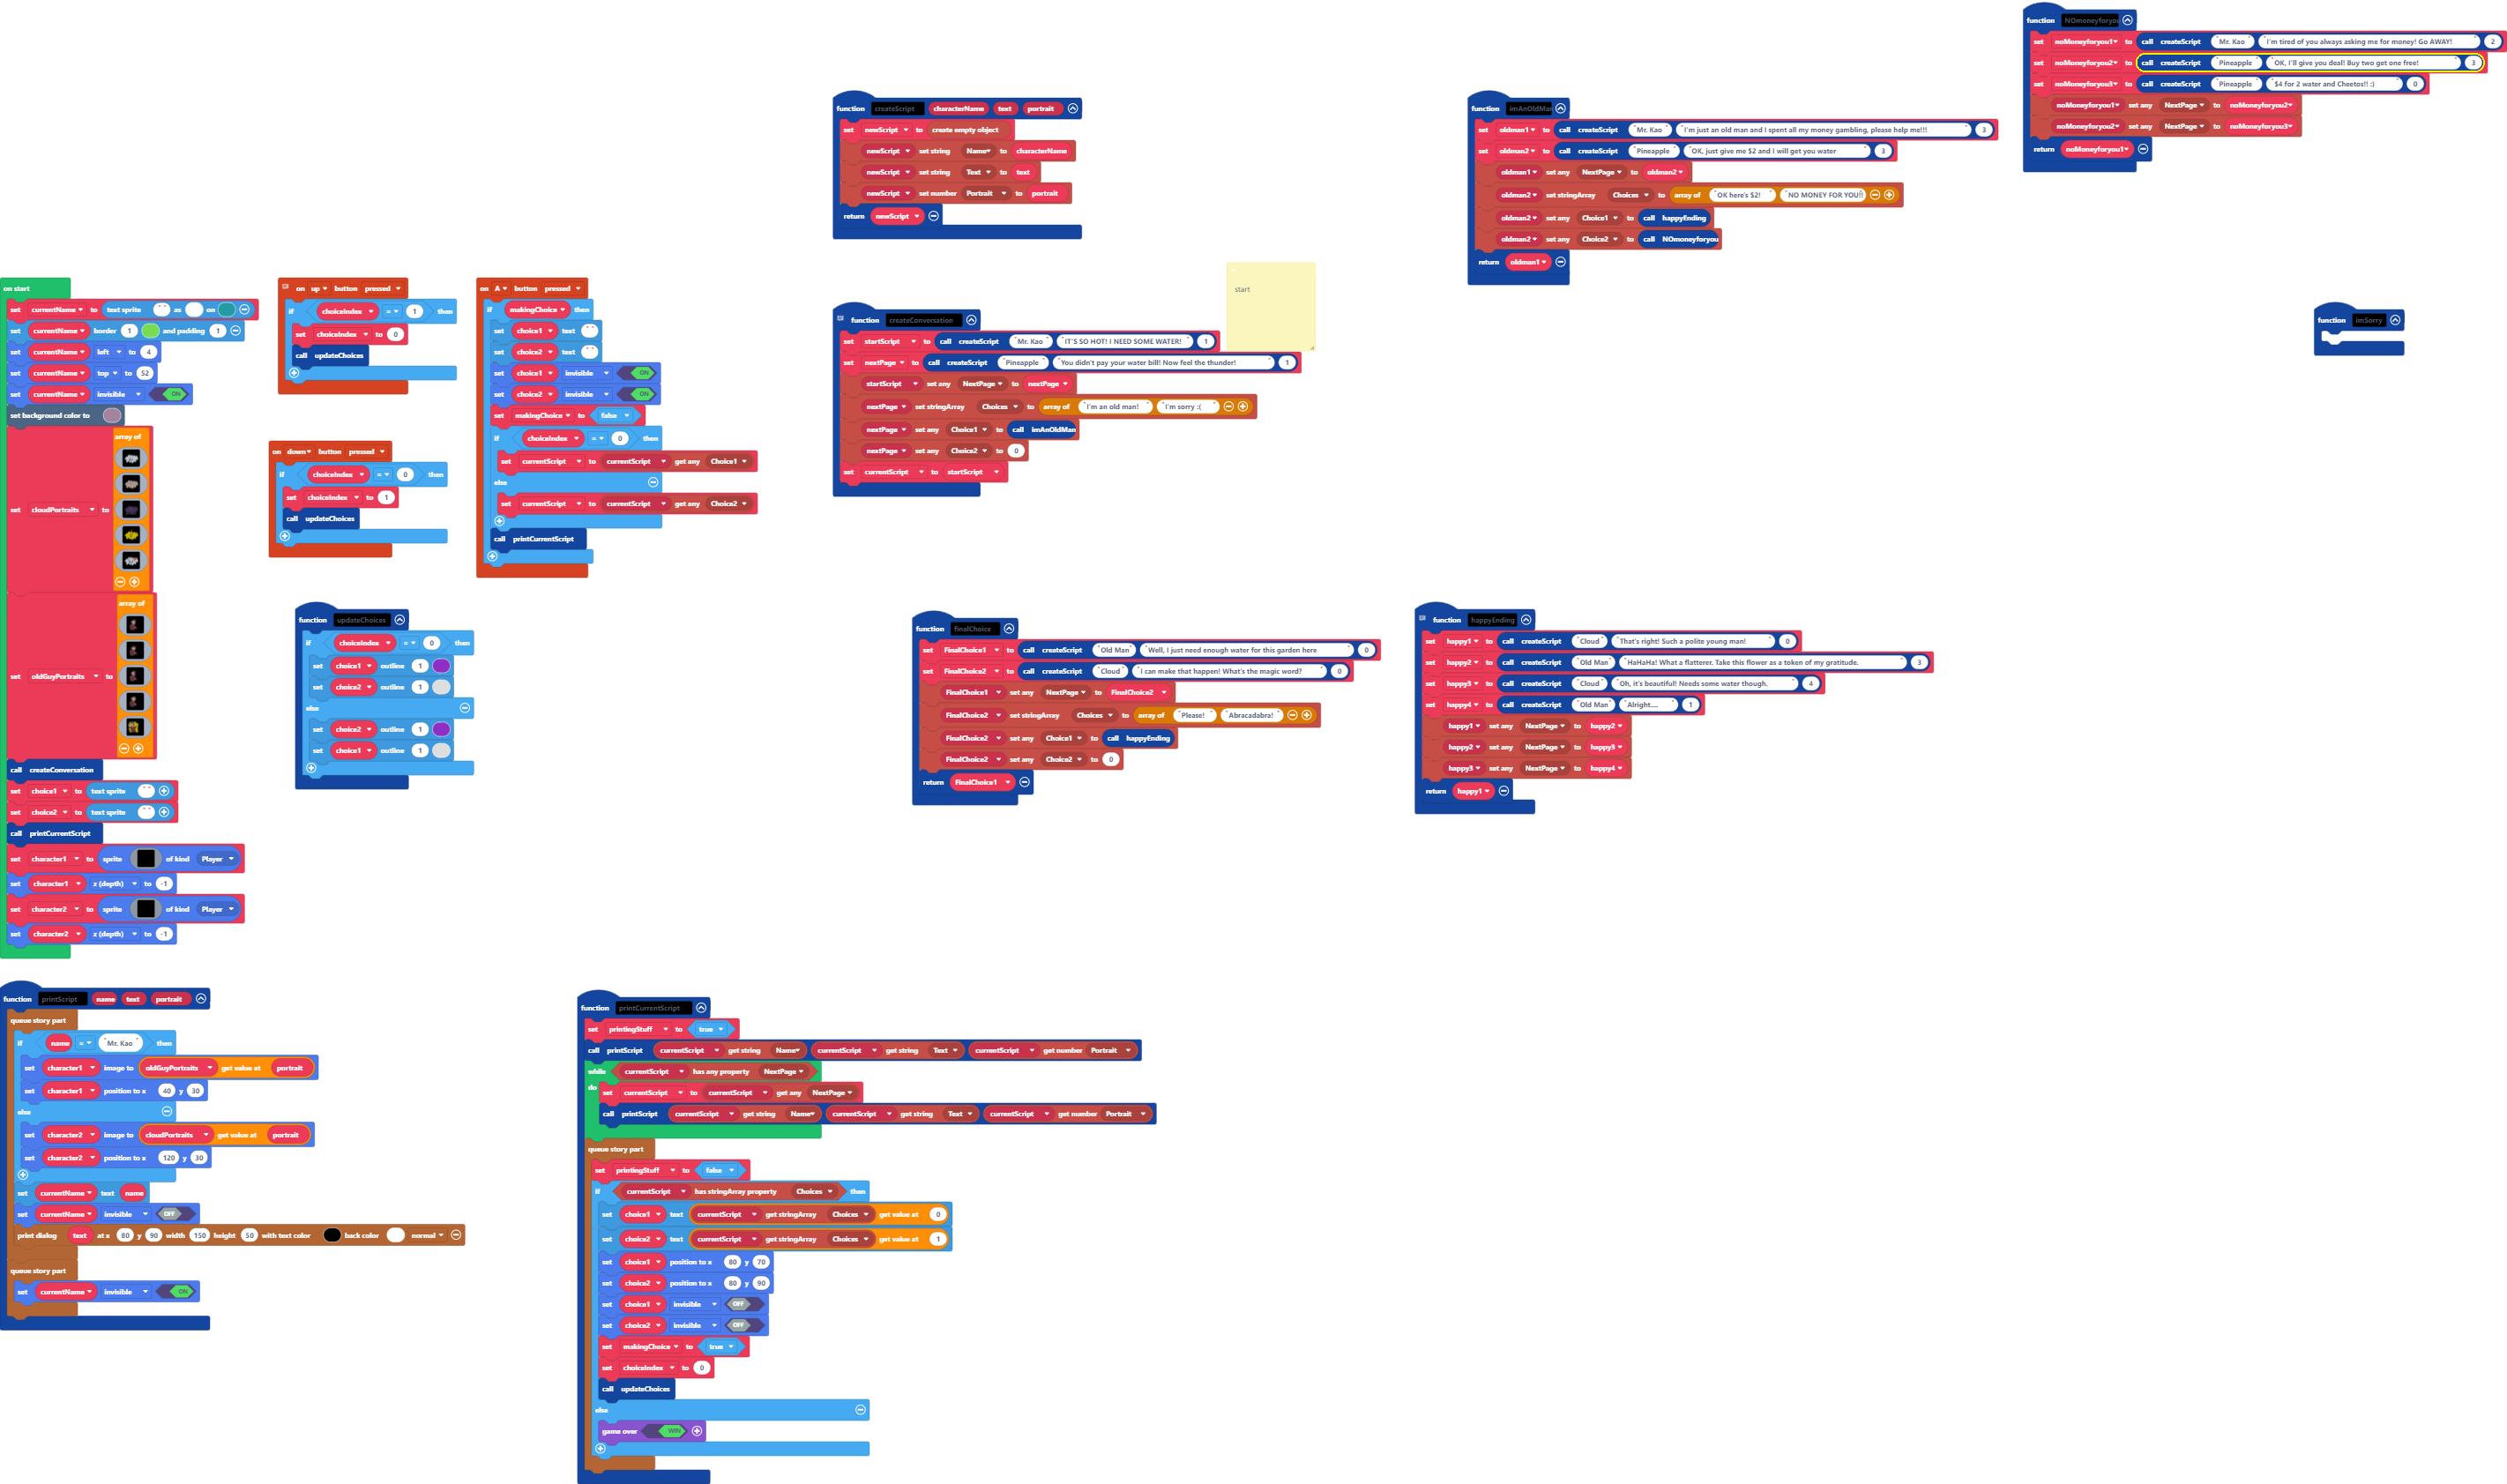 function NOmoneyforyou
set noMoneyforyou1 to call createScript "Mr. Kao" "I'm tired of you always asking me for money! Go AWAY!" 2
set noMoneyforyou2 to call createScript "Pineapple" "OK, I'll give you deal! Buy two get one free!" 3
set noMoneyforyou3 to call createScript "Pineapple" "$4 for 2 water and Cheetos!! :)" 0
noMoneyforyou1 set any NextPage to noMoneyforyou2
noMoneyforyou2 set any NextPage to noMoneyforyou3
return noMoneyforyou1
function createScript characterName text portrait
set newScript to create empty object
newScript set string Name to characterName
newScript set string Text to text
newScript set number Portrait to portrait
return newScript
function imAnOldMan
set oldman1 to call createScript "Mr. Kao" "I'm just an old man and I spent all my money gambling, please help me!!!" 3
set oldman2 to call createScript "Pineapple" "OK, just give me $2 and I will get you water" 3
oldman1 set any NextPage to oldman2
oldman2 set stringArray Choices to array of "OK here's $2!" "NO MONEY FOR YOU!!
oldman2 set any Choice1 to call happyEnding
oldman2 set any Choice2 to call NOmoneyforyou
return oldman1
start
function imSorry
on start
set currentName to text sprite " " as on
set currentName border 1 and padding 1
set currentName left to 4
set currentName top to 52
set currentName invisible ON
set background color to
set cloudPortraits to array of
set oldGuyPortraits to array of
call createConversation
set choice1 to text sprite " "
set choice2 to text sprite " "
call printCurrentScript
set character1 to sprite of kind Player
set character1 z (depth) to -1
set character2 to sprite of kind Player
set character2 z (depth) to -1
on up button pressed
if choiceIndex = 1 then
set choiceIndex to 0
call updateChoices
on down button pressed
if choiceIndex = 0 then
set choiceIndex to 1
call updateChoices
on A button pressed
if makingChoice then
set choice1 text " "
set choice2 text " "
set choice1 invisible ON
set choice2 invisible ON
set makingChoice to false
if choiceIndex = 0 then
set currentScript to currentScript get any Choice1
else
set currentScript to currentScript get any Choice2
call printCurrentScript
function createConversation
set startScript to call createScript "Mr. Kao" "IT'S SO HOT! I NEED SOME WATER!" 1
set nextPage to call createScript "Pineapple" "You didn't pay your water bill! Now feel the thunder!" 1
startScript set any NextPage to nextPage
nextPage set stringArray Choices to array of "I'm an old man!" "I'm sorry :("
nextPage set any Choice1 to call imAnOldMan
nextPage set any Choice2 to 0
set currentScript to startScript
function updateChoices
if choiceIndex = 0 then
set choice1 outline 1
set choice2 outline 1
else
set choice2 outline 1
set choice1 outline 1
function finalChoice
set FinalChoice1 to call createScript "Old Man" "Well, I just need enough water for this garden here" 0
set FinalChoice2 to call createScript "Cloud" "I can make that happen! What's the magic word?" 0
FinalChoice1 set any NextPage to FinalChoice2
FinalChoice2 set stringArray Choices to array of "Please!" "Abracadabra!"
FinalChoice2 set any Choice1 to call happyEnding
FinalChoice2 set any Choice2 to 0
return FinalChoice1
function happyEnding
set happy1 to call createScript "Cloud" "That's right! Such a polite young man!" 0
set happy2 to call createScript "Old Man" "HaHaHa! What a flatterer. Take this flower as a token of my gratitude." 3
set happy3 to call createScript "Cloud" "Oh, it's beautiful! Needs some water though." 4
set happy4 to call createScript "Old Man" "Alright...." 1
happy1 set any NextPage to happy2
happy2 set any NextPage to happy3
happy3 set any NextPage to happy4
return happy1
function printScript name text portrait
queue story part
if name = "Mr. Kao" then
set character1 image to oldGuyPortraits get value at portrait
set character1 position to x 40 y 30
else
set character2 image to cloudPortraits get value at portrait
set character2 position to x 120 y 30
set currentName text name
set currentName invisible OFF
print dialog text at x 80 y 90 width 150 height 50 with text color back color normal
queue story part
set currentName invisible ON
function printCurrentScript
set printingStuff to true
call printScript currentScript get string Name currentScript get string Text currentScript get number Portrait
while currentScript has any property NextPage
do set currentScript to currentScript get any NextPage
call printScript currentScript get string Name currentScript get string Text currentScript get number Portrait
queue story part
set printingStuff to false
if currentScript has stringArray property Choices then
set choice1 text currentScript get stringArray Choices get value at 0
set choice2 text currentScript get stringArray Choices get value at 1
set choice1 position to x 80 y 70
set choice2 position to x 80 y 90
set choice1 invisible OFF
set choice2 invisible OFF
set makingChoice to true
set choiceIndex to 0
call updateChoices
else
game over WIN